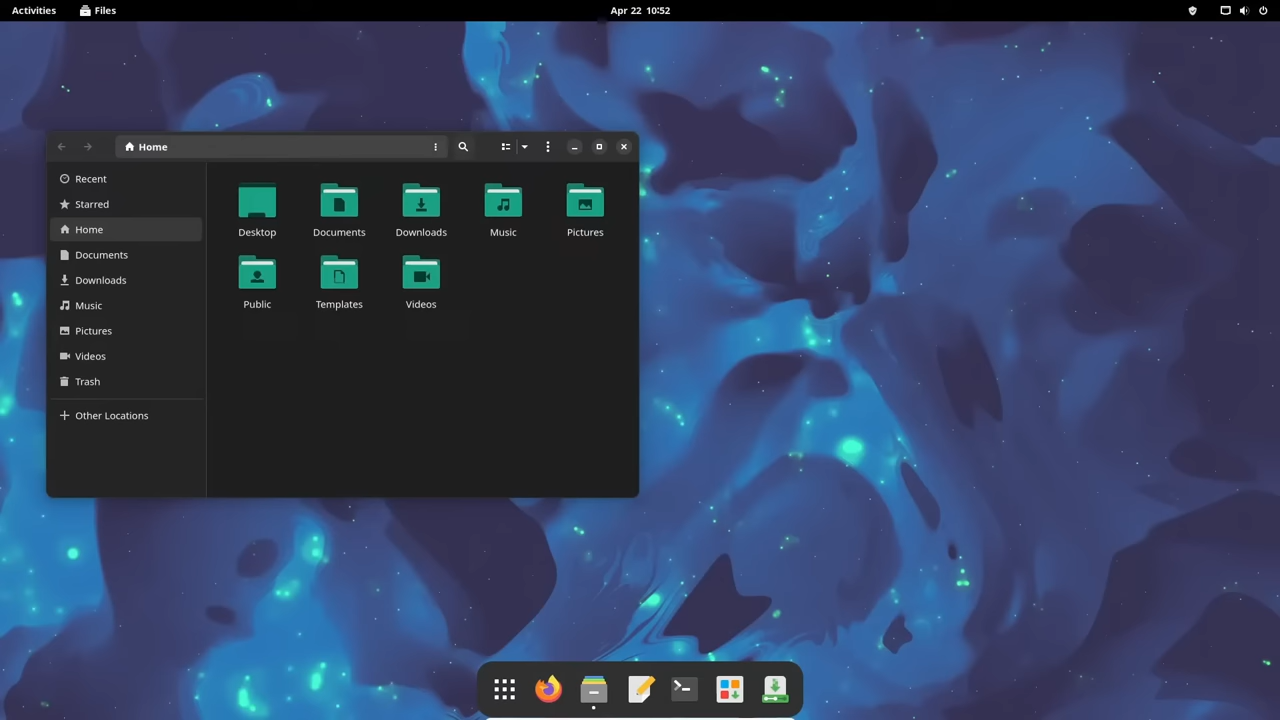 Activities Files Apr 22 10:52
Home
Recent
Starred
Home
Documents
Downloads
Music
Pictures
Videos
Trash
Other Locations
Desktop Documents Downloads Music Pictures
Public Templates Videos